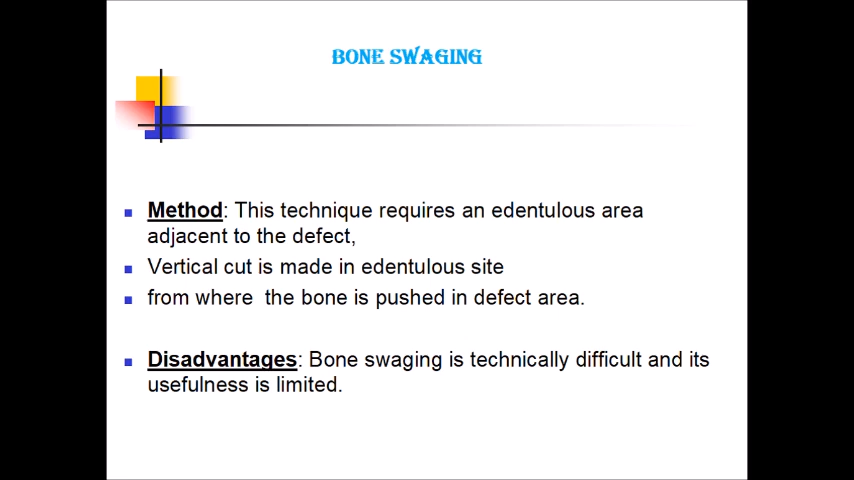 BONE SWAGING
Method: This technique requires an edentulous area
adjacent to the defect,
Vertical cut is made in edentulous site
from where the bone is pushed in defect area.
Disadvantages: Bone swaging is technically difficult and its
usefulness is limited.